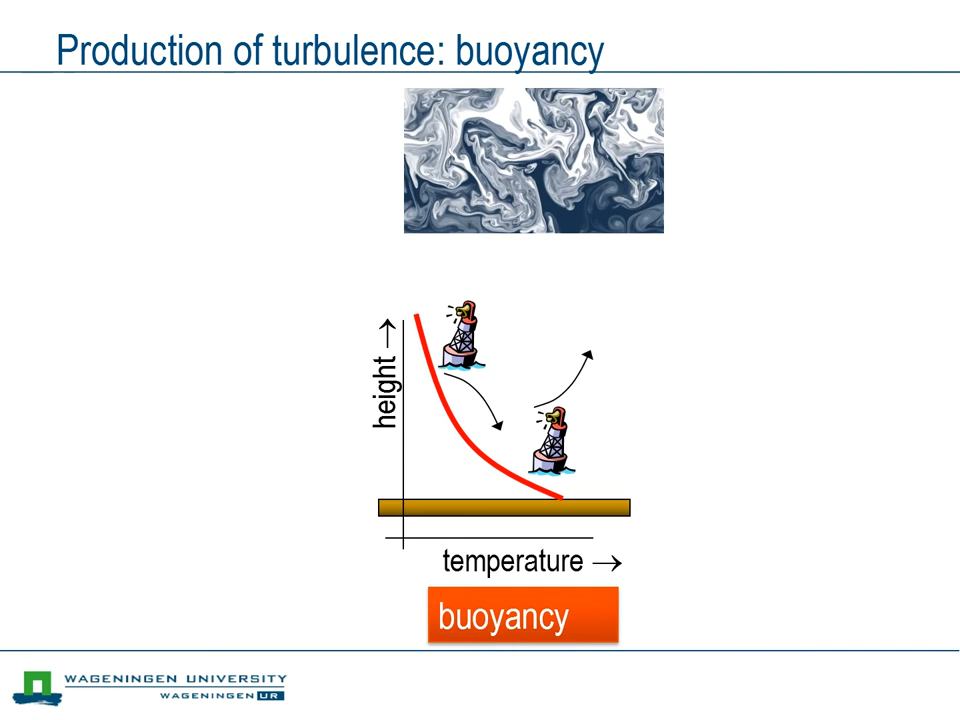 Production of turbulence: buoyancy
height →
temperature →
buoyancy
WAGENINGEN UNIVERSITY
WAGENINGEN UR